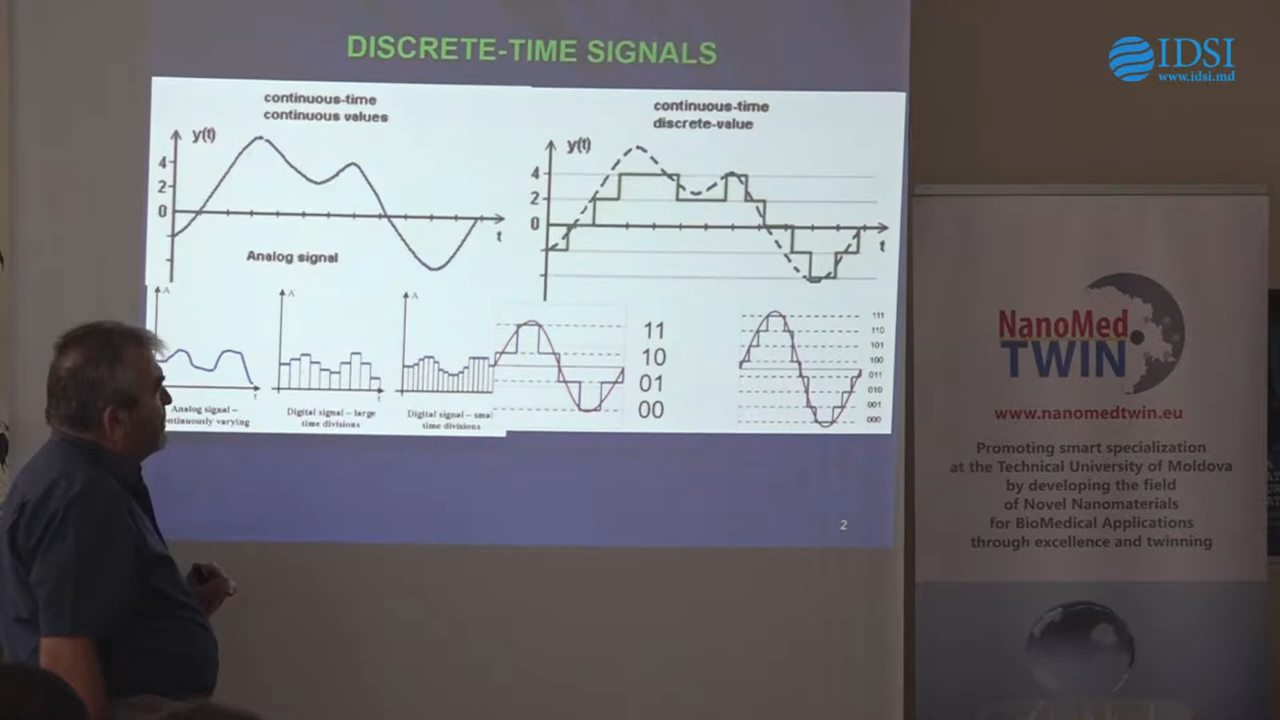 DISCRETE-TIME SIGNALS
continuous-time
continuous values
y(t)
4
2
0
t
Analog signal
continuous-time
discrete-value
y(t)
4
2
0
t
A
t
Analog signal –
continuously varying
A
t
Digital signal – large
time divisions
A
Digital signal – smal
time divisions
11
10
01
00
111
110
101
100
011
010
001
000
2
IDSI
www.idsi.md
NanoMed
TWIN
www.nanomedtwin.eu
Promoting smart specialization
at the Technical University of Moldova
by developing the field
of Novel Nanomaterials
for BioMedical Applications
through excellence and twinning